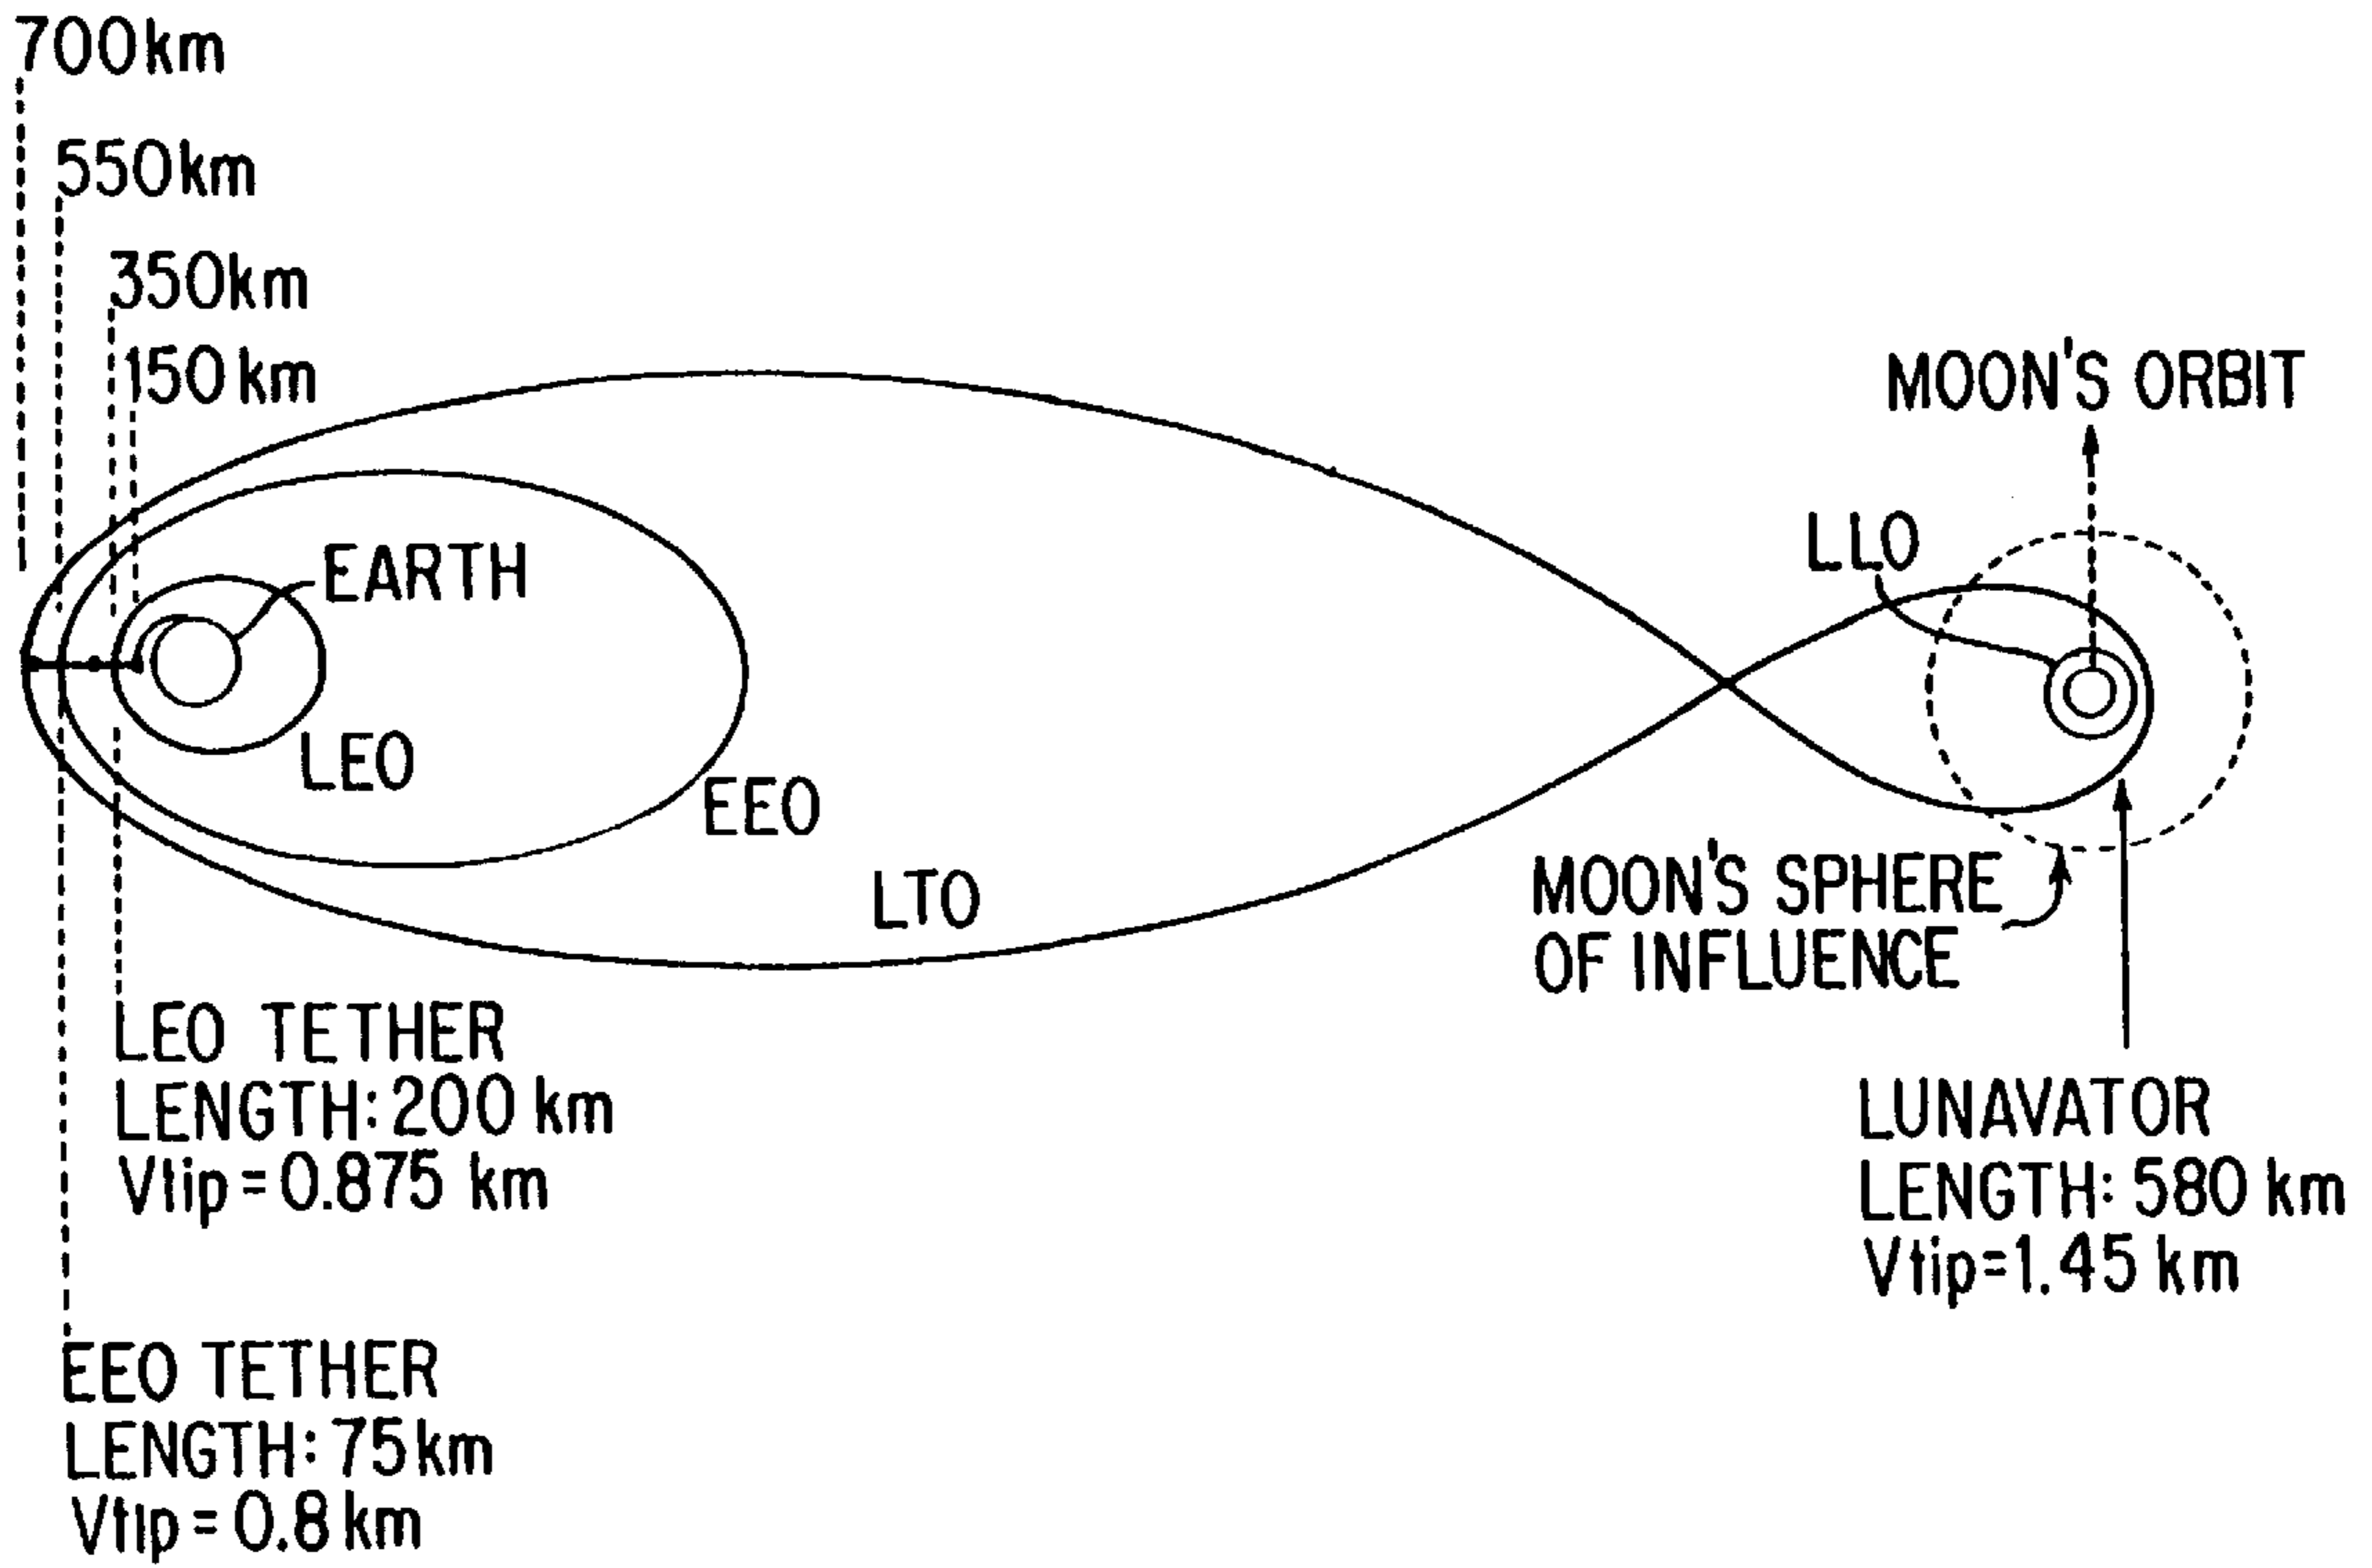 700km
550km
350km
150km
MOON'S ORBIT
LLO
EARTH
LEO
EEO
LTO
MOON'S SPHERE
OF INFLUENCE
LEO TETHER
LENGTH: 200 km
Vtip = 0.875 km
LUNAVATOR
LENGTH: 580 km
Vtip=1.45 km
EEO TETHER
LENGTH: 75km
Vtip = 0.8 km